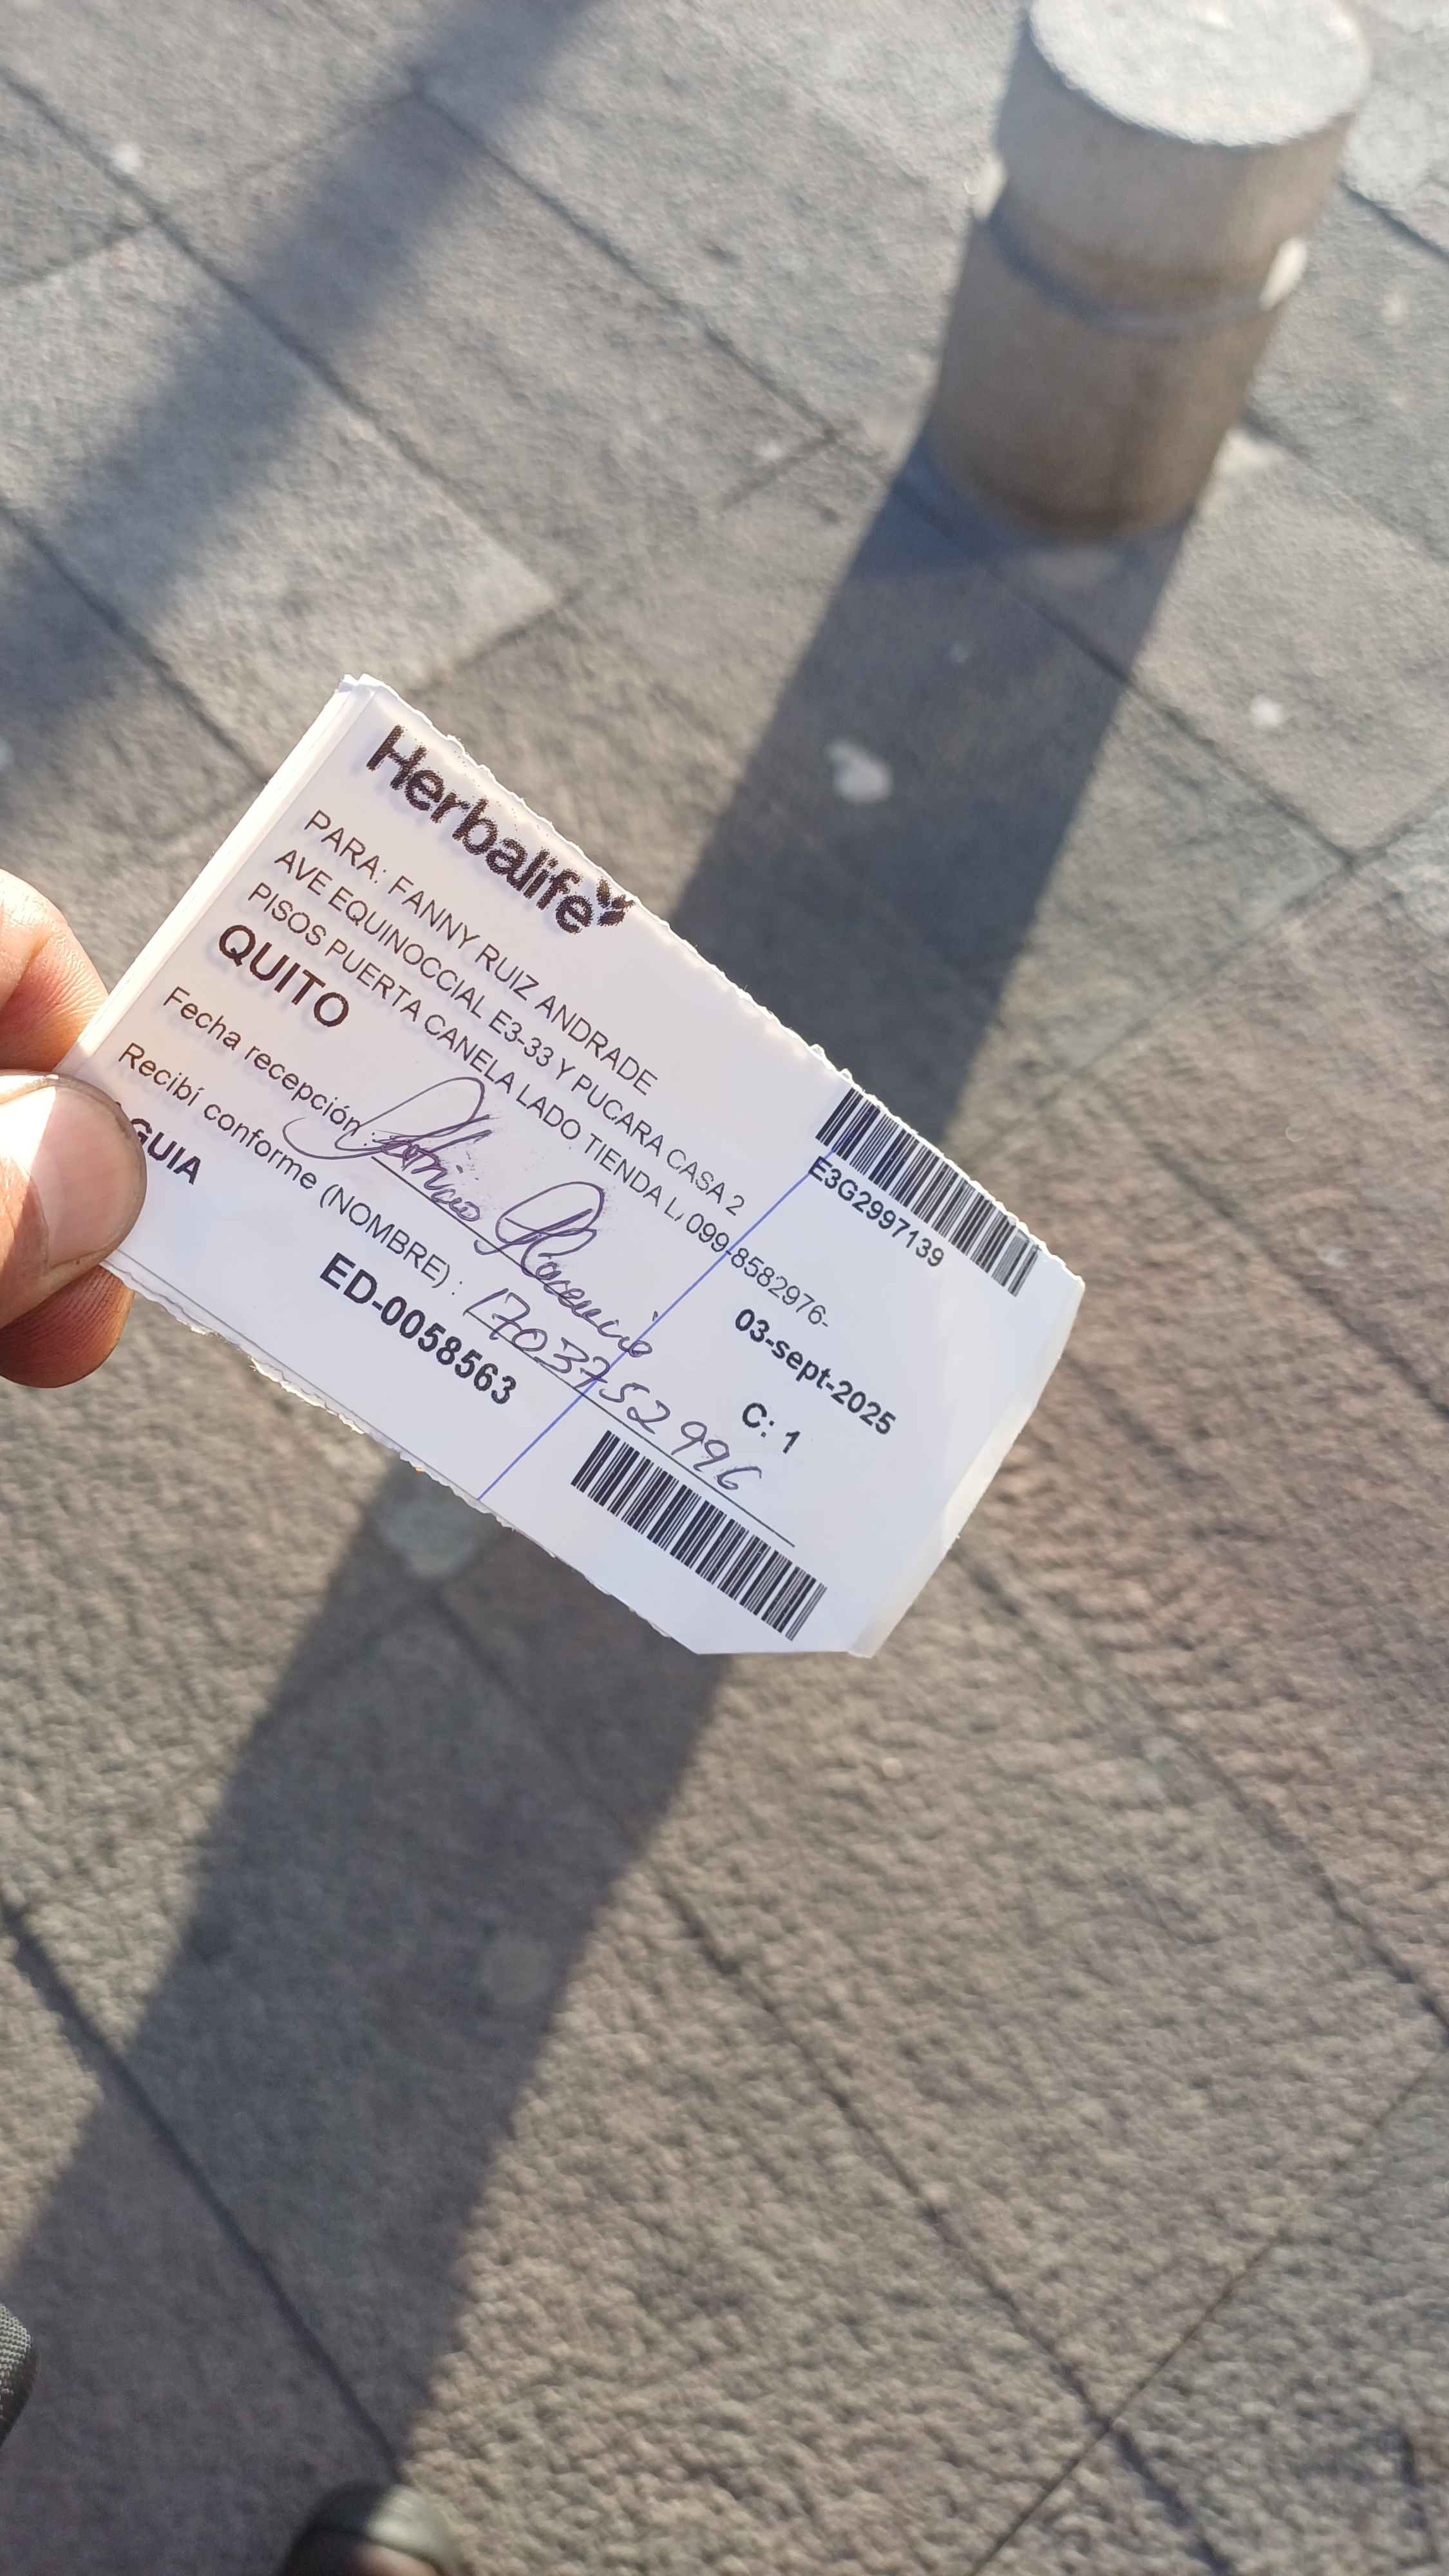 Herbalife
PARA: FANNY RUIZ ANDRADE
AVE EQUINOCCIAL E3-33 Y PUCARA CASA 2
PISOS PUERTA CANELA LADO TIENDA L, 099-8582976-
QUITO
E3G2997139
03-sept-2025
Fecha recepción :
C: 1
Recibí conforme (NOMBRE) : 1703752996
GUIA
ED-0058563